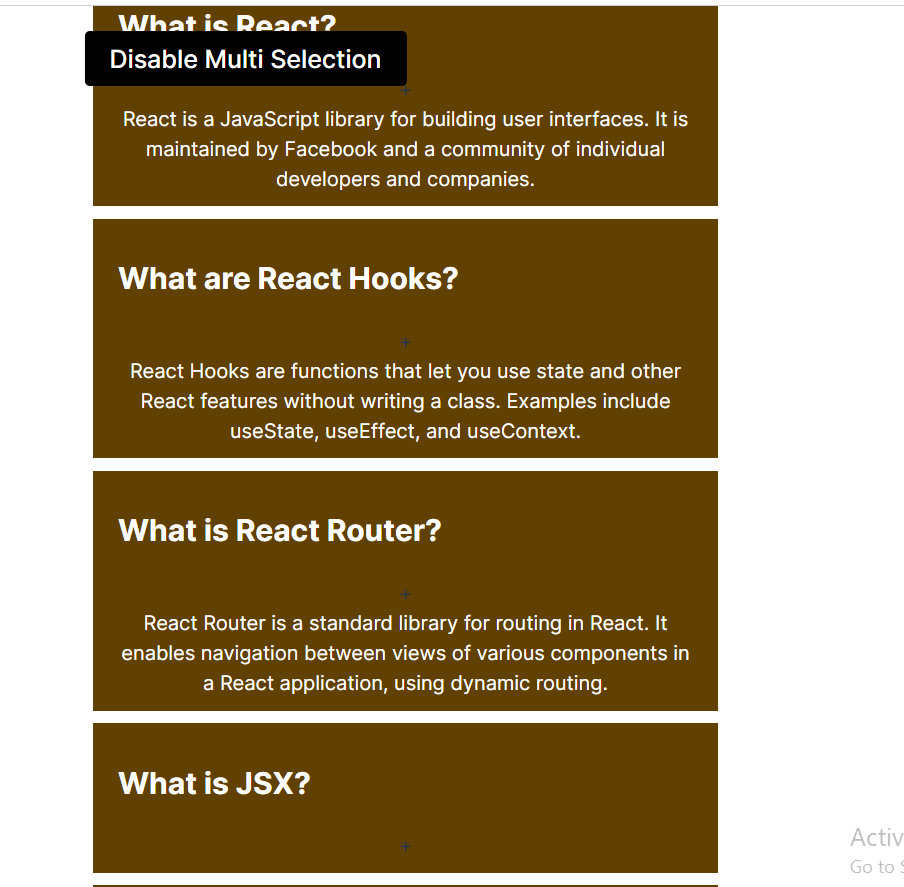 What is React?
Disable Multi Selection
+
React is a JavaScript library for building user interfaces. It is
maintained by Facebook and a community of individual
developers and companies.
What are React Hooks?
+
React Hooks are functions that let you use state and other
React features without writing a class. Examples include
useState, useEffect, and useContext.
What is React Router?
+
React Router is a standard library for routing in React. It
enables navigation between views of various components in
a React application, using dynamic routing.
What is JSX?
+
Activ
Go to S